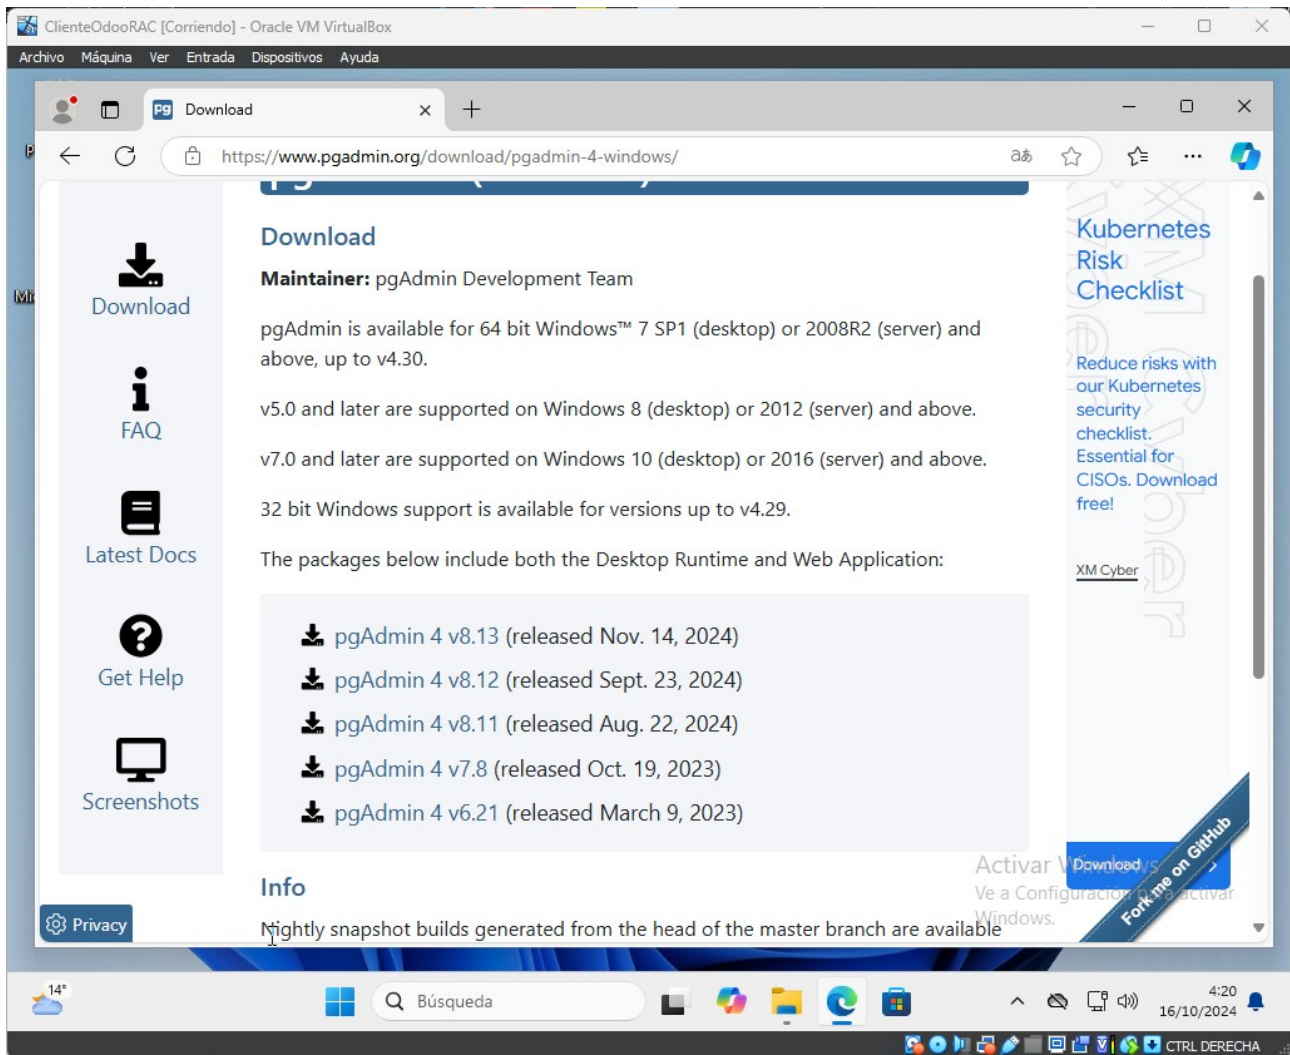 ClienteOdooRAC [Corriendo] - Oracle VM VirtualBox
Archivo Máquina Ver Entrada Dispositivos Ayuda
Pg Download
https://www.pgadmin.org/download/pgadmin-4-windows/
Download
FAQ
Latest Docs
Get Help
Screenshots
Privacy
Download
Maintainer: pgAdmin Development Team
pgAdmin is available for 64 bit Windows™ 7 SP1 (desktop) or 2008R2 (server) and
above, up to v4.30.
v5.0 and later are supported on Windows 8 (desktop) or 2012 (server) and above.
v7.0 and later are supported on Windows 10 (desktop) or 2016 (server) and above.
32 bit Windows support is available for versions up to v4.29.
The packages below include both the Desktop Runtime and Web Application:
pgAdmin 4 v8.13 (released Nov. 14, 2024)
pgAdmin 4 v8.12 (released Sept. 23, 2024)
pgAdmin 4 v8.11 (released Aug. 22, 2024)
pgAdmin 4 v7.8 (released Oct. 19, 2023)
pgAdmin 4 v6.21 (released March 9, 2023)
Info
Nightly snapshot builds generated from the head of the master branch are available
Kubernetes
Risk
Checklist
Reduce risks with
our Kubernetes
security
checklist.
Essential for
CISOs. Download
free!
XM Cyber
XM Cyber
Download
Fork me on GitHub
Activar Windows
Ve a Configuración para activar
Windows.
14°
Búsqueda
4:20
16/10/2024
CTRL DERECHA